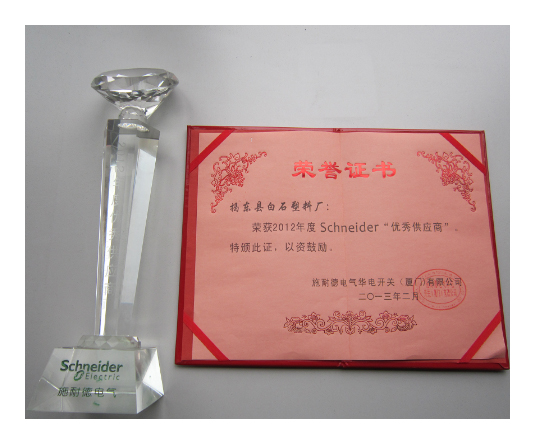 Schneider
Electric
施耐德电气
荣誉证书
揭东县白石塑料厂：
荣获2012年度 Schneider“优秀供应商”。
特颁此证，以资鼓励。
施耐德电气华电开关（厦门）有限公司
二〇一三年二月